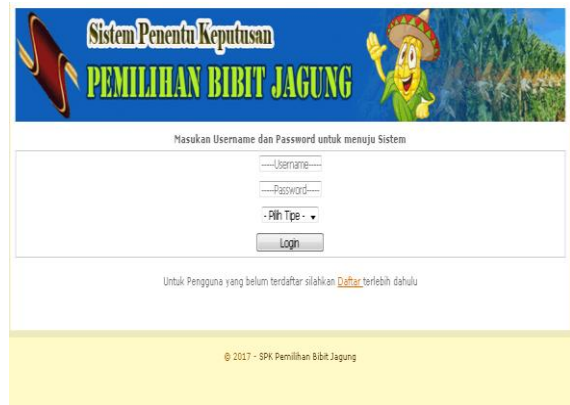 Sistem Penentu Keputusan
PEMILIHAN BIBIT JAGUNG
Masukan Username dan Password untuk menuju Sistem
-----Username-----
-----Password-----
- Pilih Tipe -
Login
Untuk Pengguna yang belum terdaftar silahkan Daftar terlebih dahulu
© 2017 - SPK Pemilihan Bibit Jagung